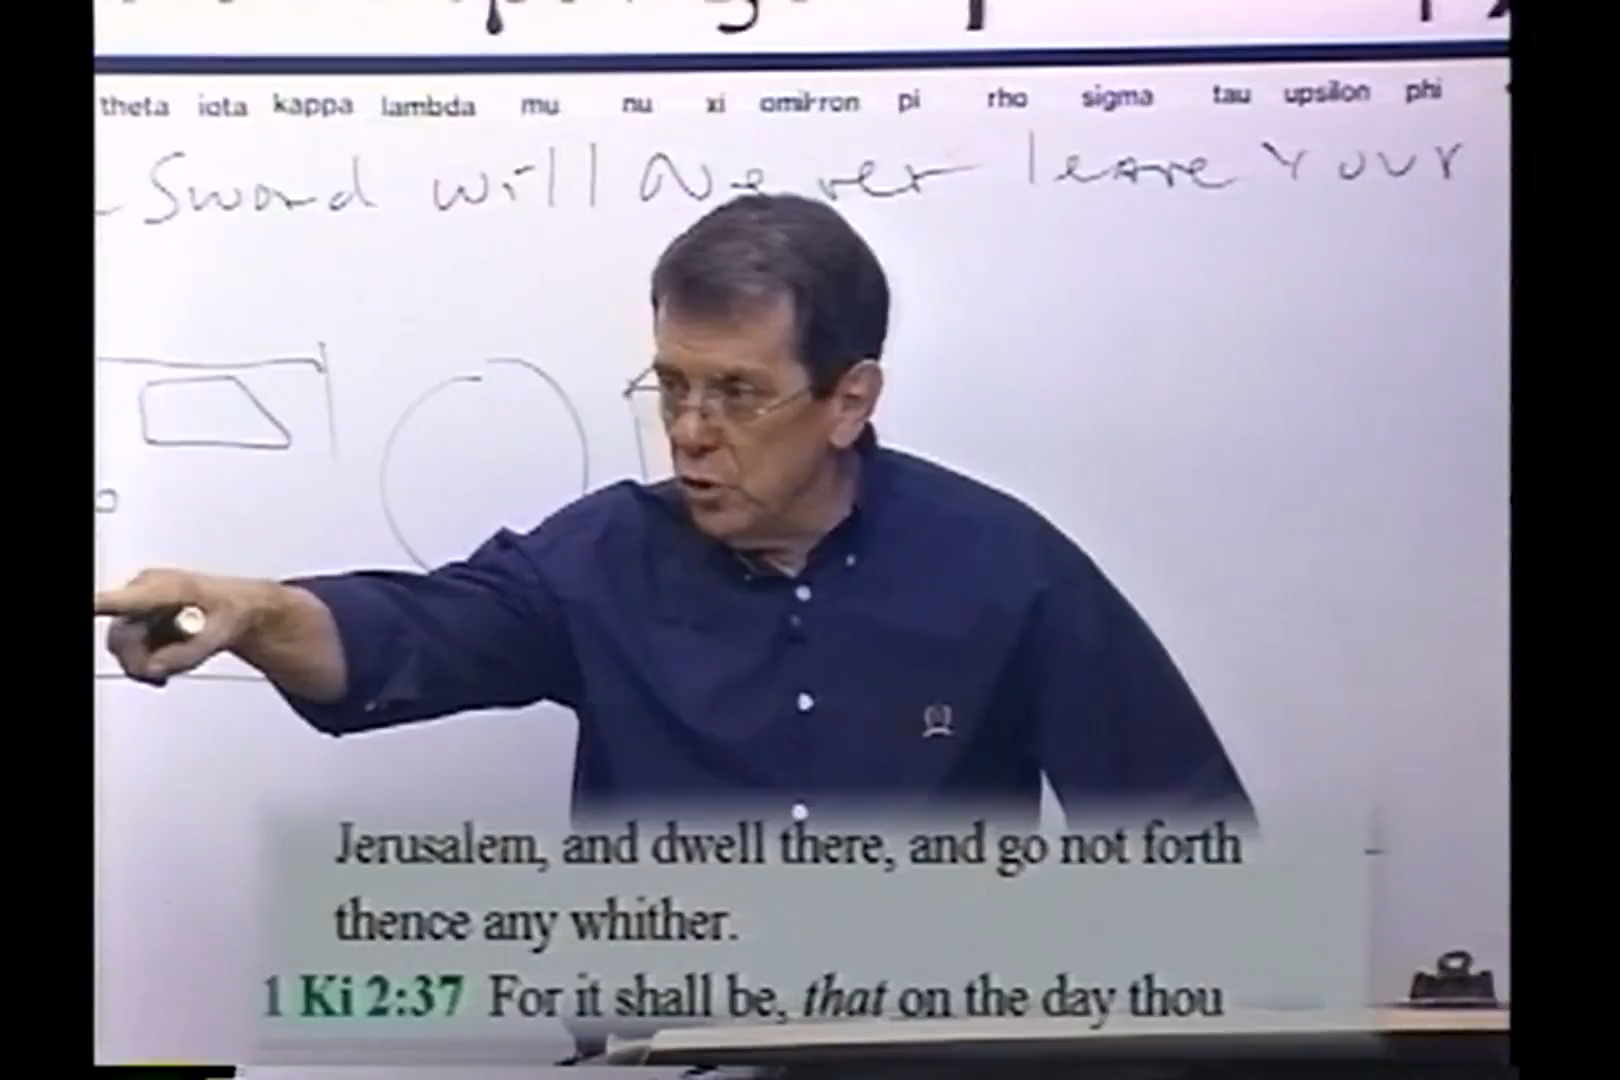 theta iota kappa lambda mu nu xi omikron pi rho sigma tau upsilon phi
Sword will never leave your
Jerusalem, and dwell there, and go not forth
thence any whither.
1 Ki 2:37 For it shall be, that on the day thou